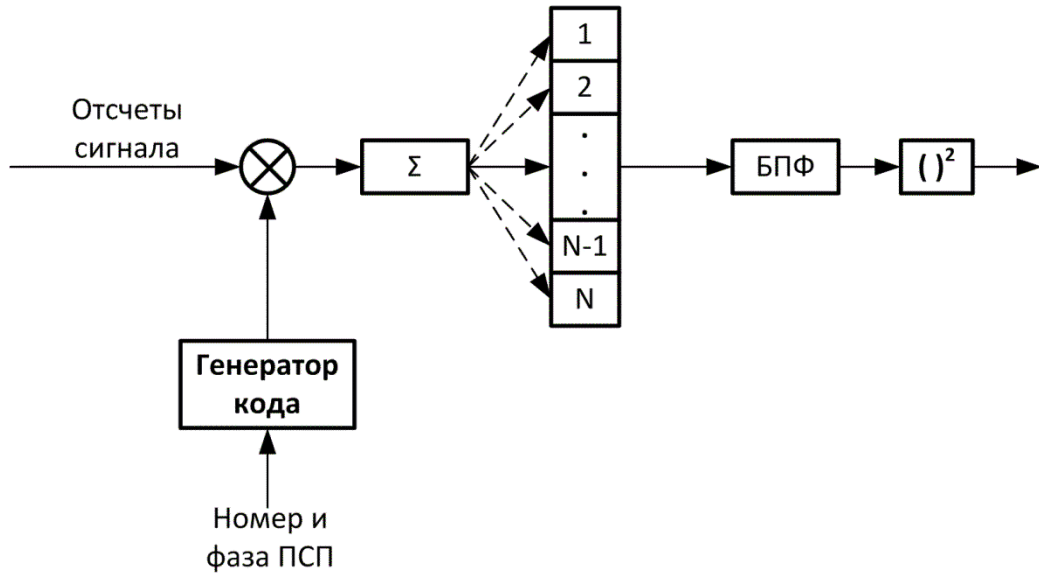 1
2
Отсчеты
сигнала
Σ
.
.
.
БПФ
( )²
N-1
N
Генератор
кода
Номер и
фаза ПСП